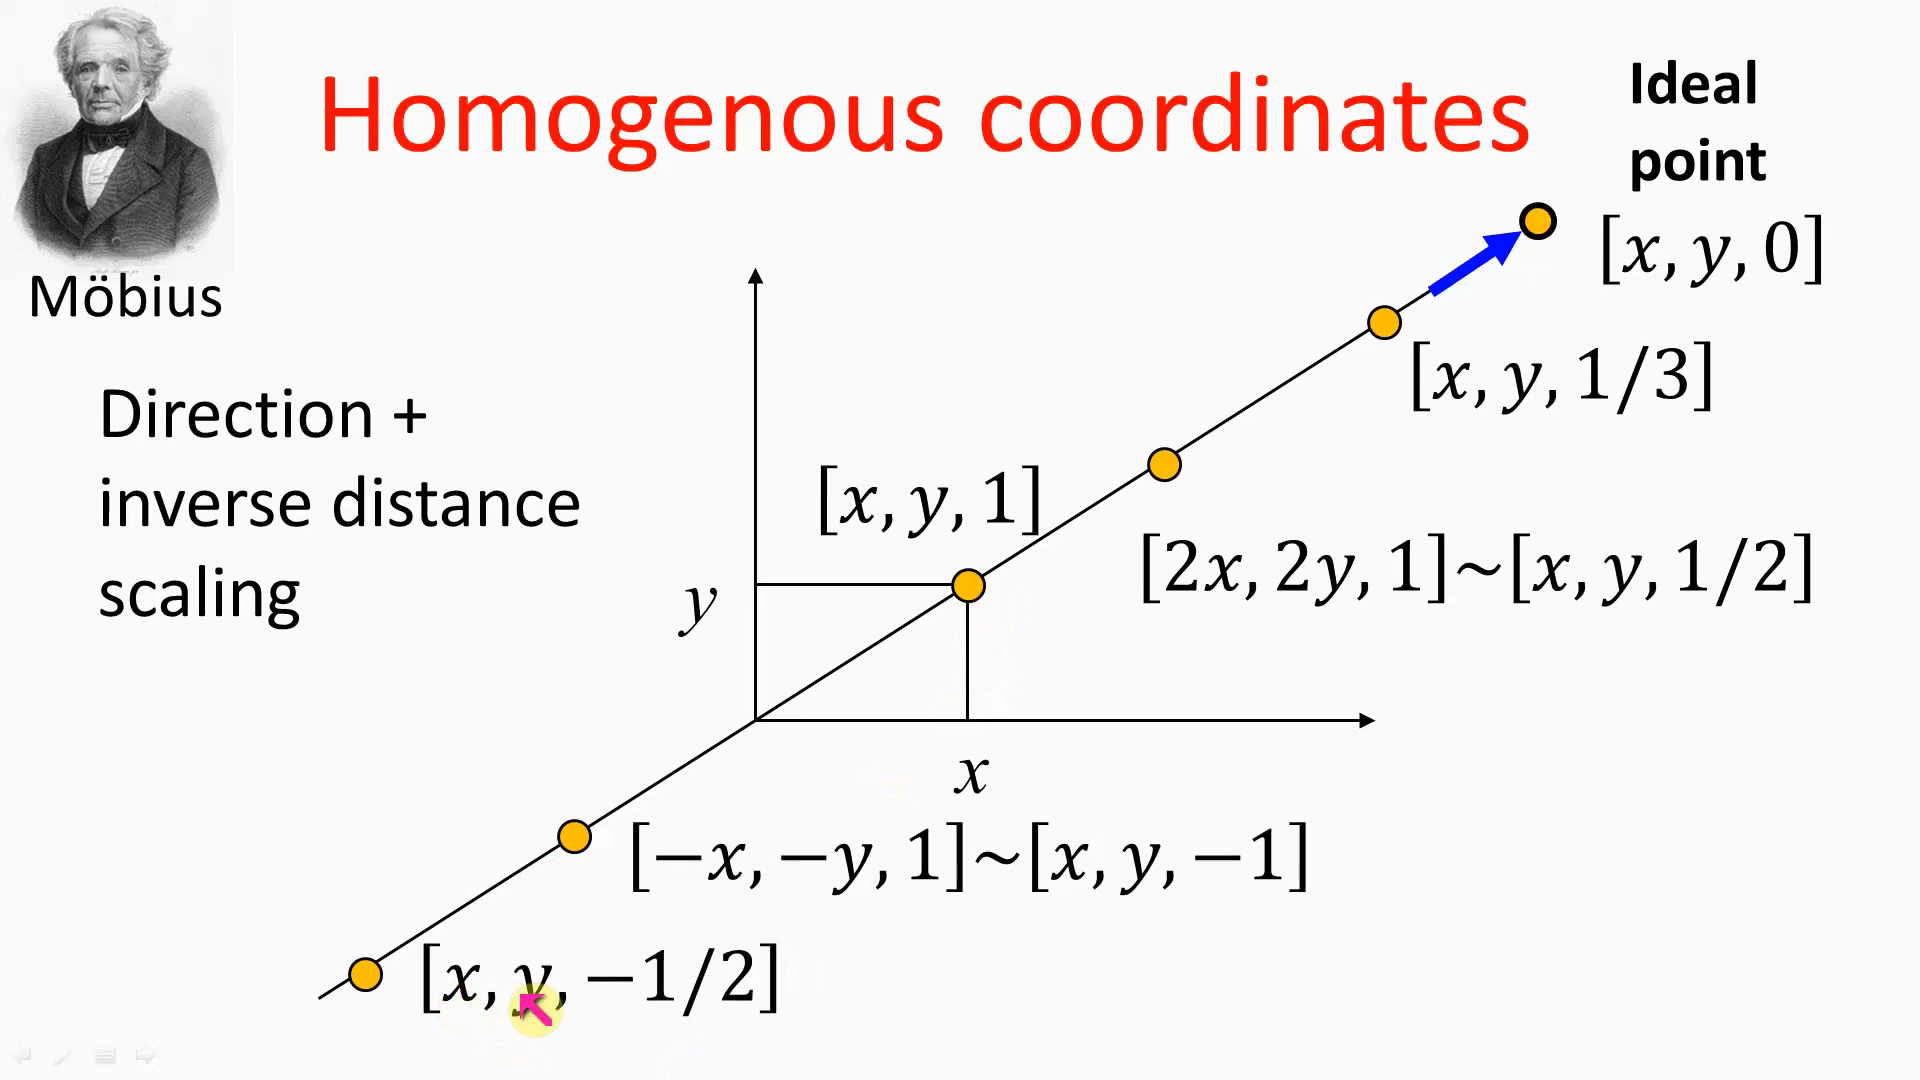 Homogenous coordinates
Ideal
point
[x, y, 0]
Möbius
[x, y, 1/3]
Direction +
inverse distance
scaling
[x, y, 1]
[2x, 2y, 1]~[x, y, 1/2]
y
x
[−x, −y, 1]~[x, y, −1]
[x, y, −1/2]